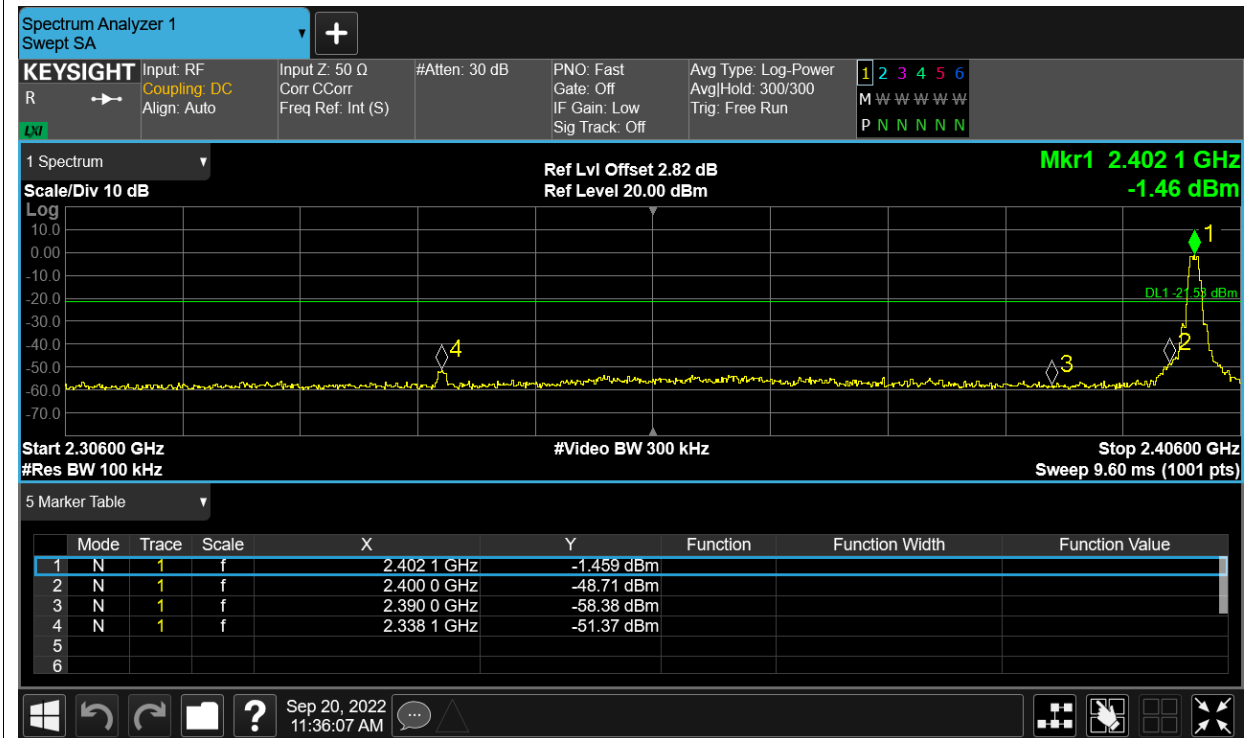 Spectrum Analyzer 1
Swept SA
KEYSIGHT
R
LXI
Input: RF
Coupling: DC
Align: Auto
Input Z: 50 Ω
Corr CCorr
Freq Ref: Int (S)
#Atten: 30 dB
PNO: Fast
Gate: Off
IF Gain: Low
Sig Track: Off
Avg Type: Log-Power
Avg|Hold: 300/300
Trig: Free Run
1 2 3 4 5 6
M W W W W W
P N N N N N
1 Spectrum
Scale/Div 10 dB
Ref Lvl Offset 2.82 dB
Ref Level 20.00 dBm
Mkr1 2.402 1 GHz
-1.46 dBm
Log
10.0
0.00
-10.0
-20.0
-30.0
-40.0
-50.0
-60.0
-70.0
1
DL1 -21.53 dBm
2
3
4
Start 2.30600 GHz
#Res BW 100 kHz
#Video BW 300 kHz
Stop 2.40600 GHz
Sweep 9.60 ms (1001 pts)
5 Marker Table
Mode Trace Scale X Y Function Function Width Function Value
1 N 1 f 2.402 1 GHz -1.459 dBm
2 N 1 f 2.400 0 GHz -48.71 dBm
3 N 1 f 2.390 0 GHz -58.38 dBm
4 N 1 f 2.338 1 GHz -51.37 dBm
5
6
?
Sep 20, 2022
11:36:07 AM